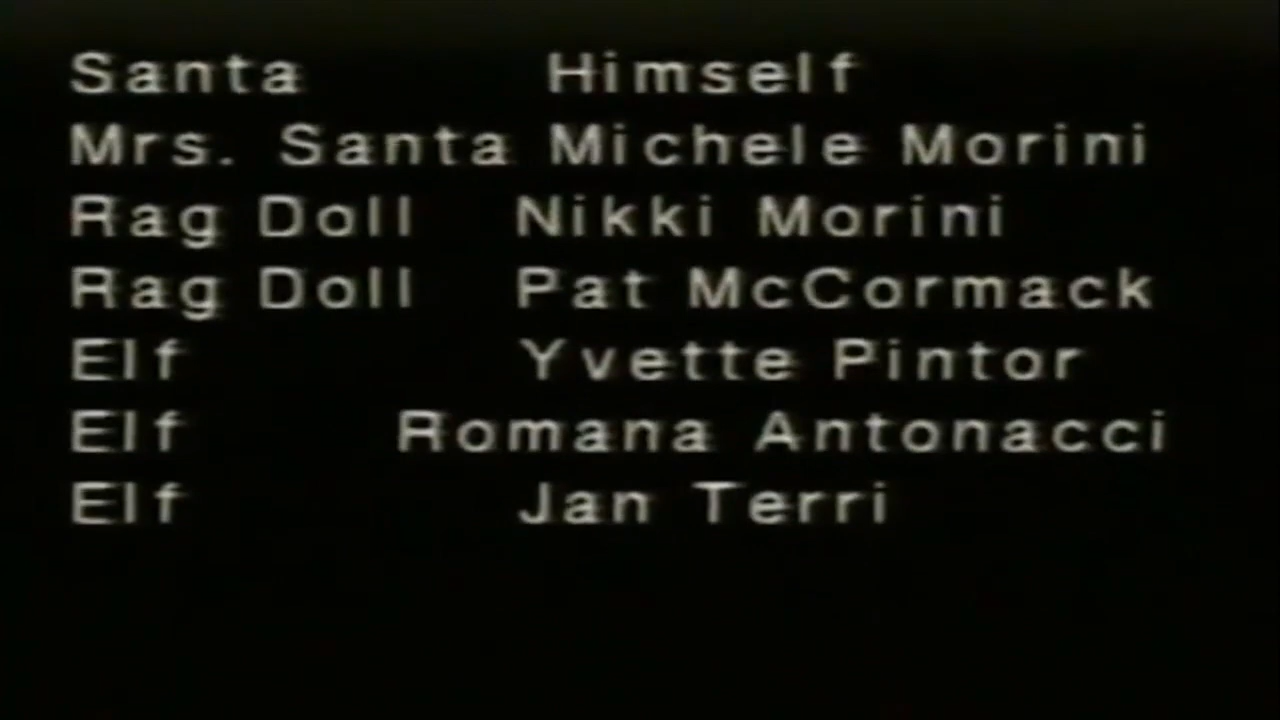 Santa Himself
Mrs. Santa Michele Morini
Rag Doll Nikki Morini
Rag Doll Pat McCormack
Elf Yvette Pintor
Elf Romana Antonacci
Elf Jan Terri